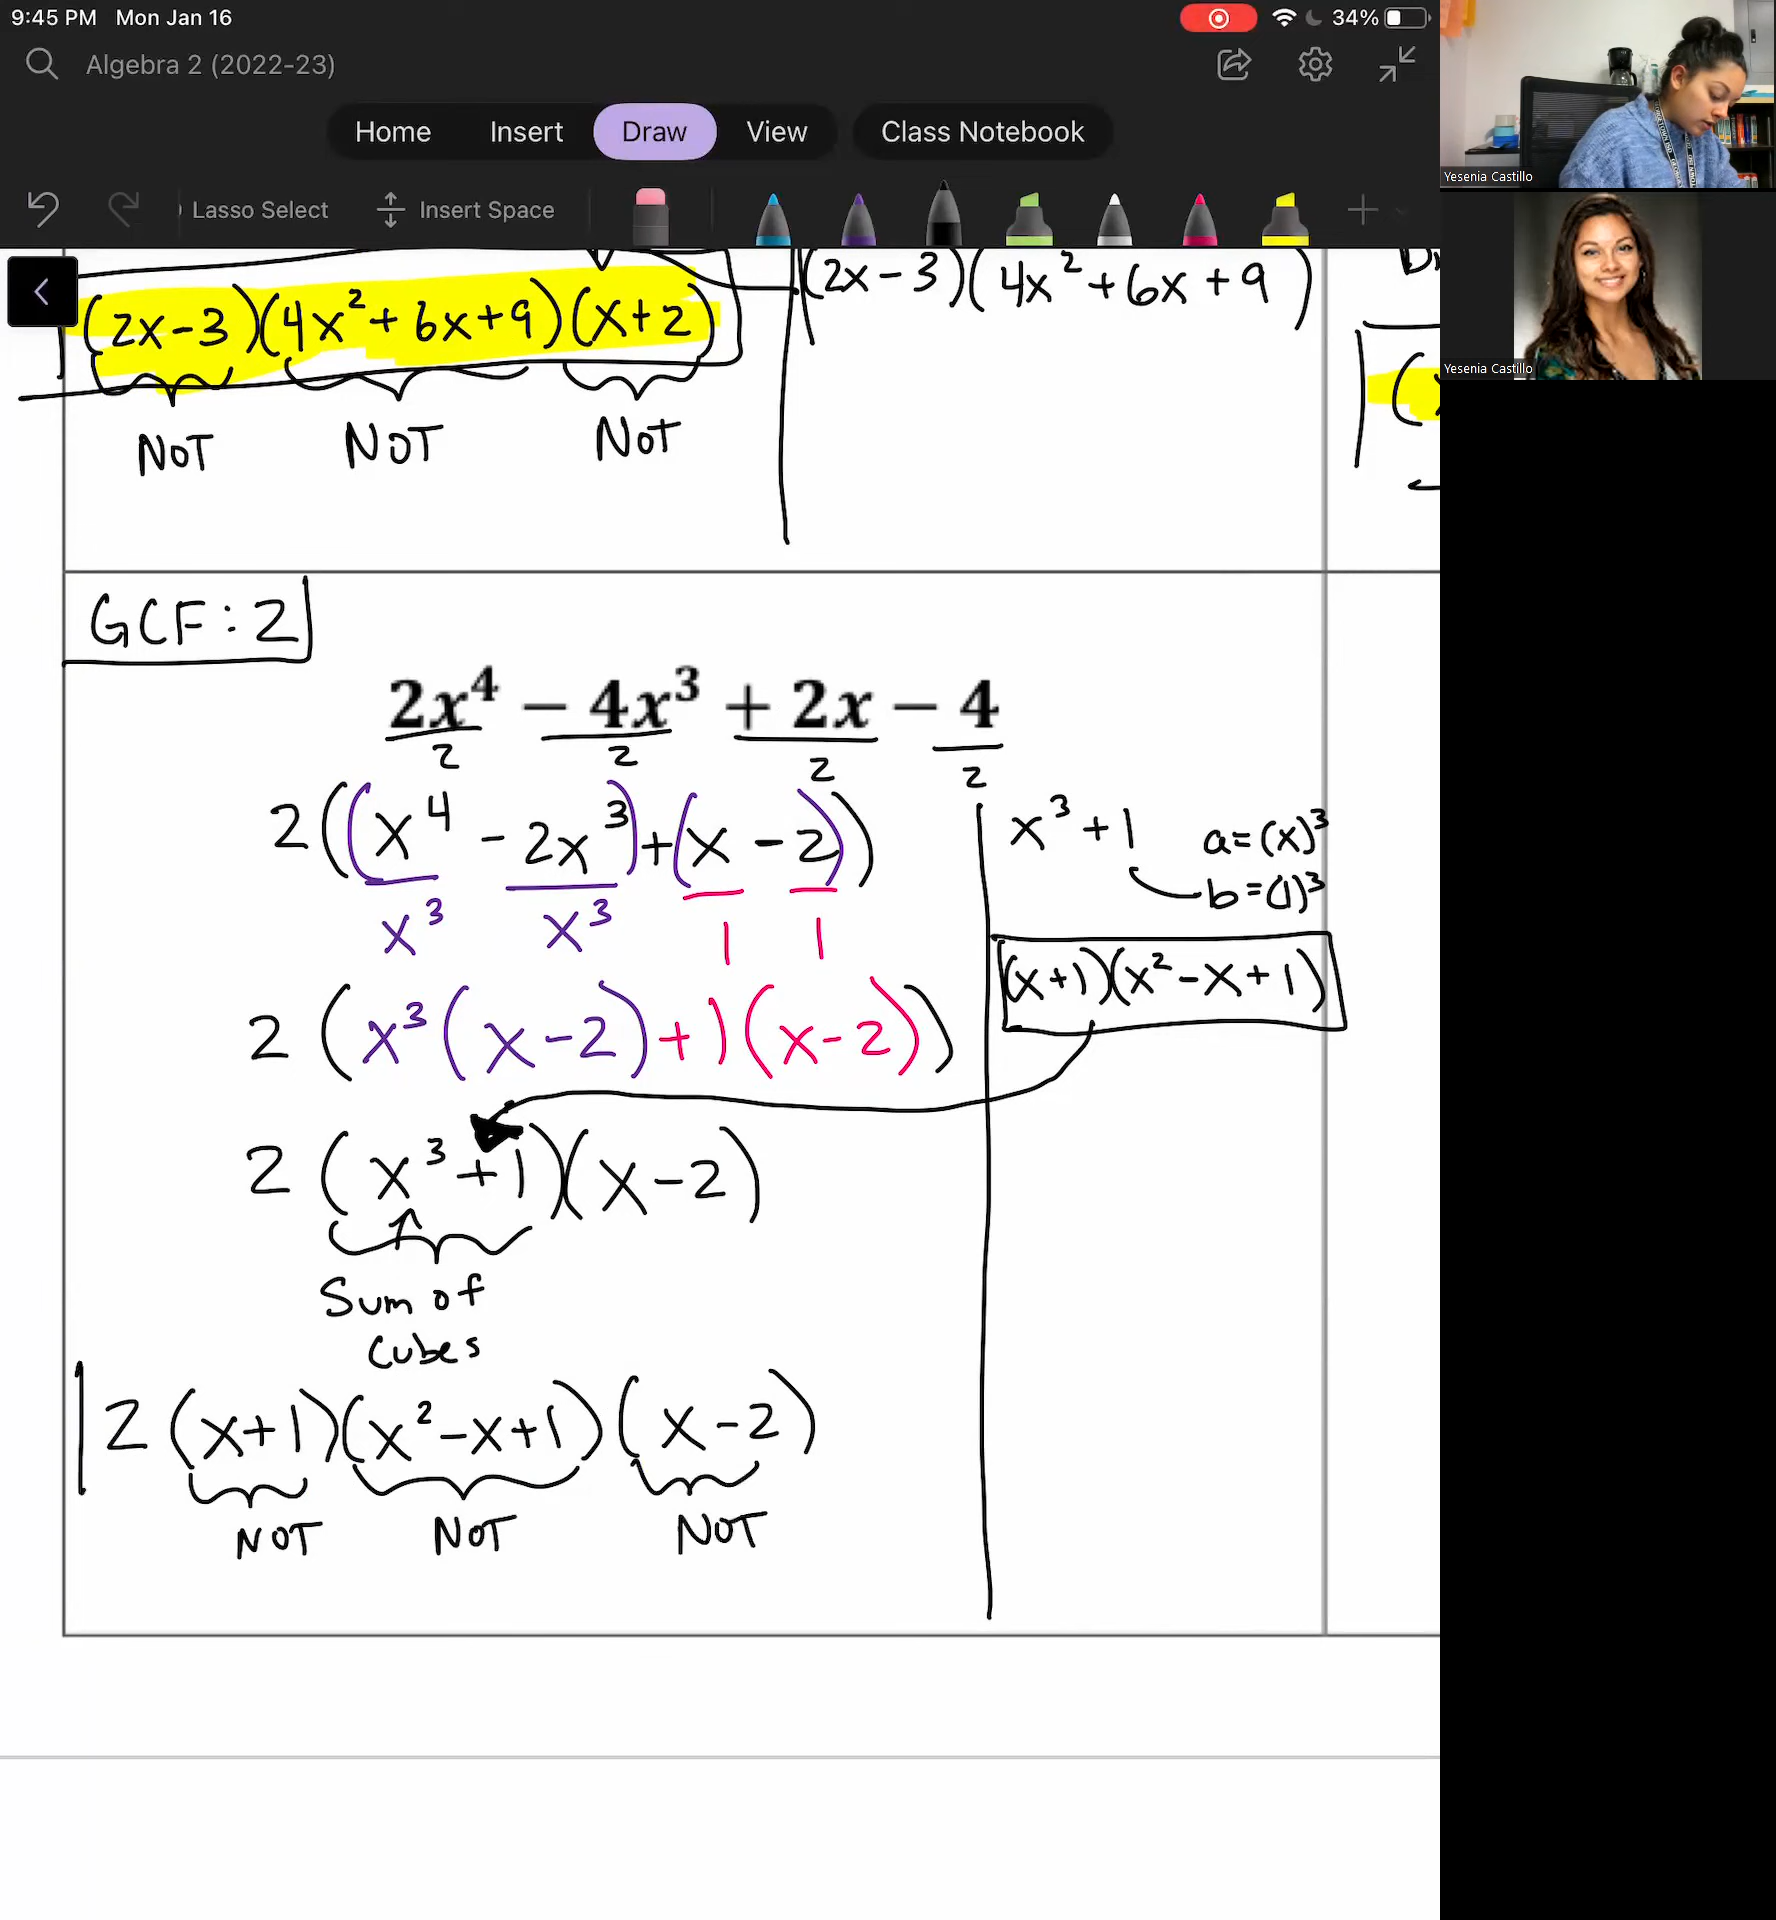 9:45 PM Mon Jan 16
34%
Algebra 2 (2022-23)
Home Insert Draw View Class Notebook
Lasso Select Insert Space
Yesenia Castillo
Yesenia Castillo
(2x-3)(4x²+6x+9)(x+2)
(2x-3)(4x²+6x+9)
NOT NOT NOT
GCF: 2
2x⁴ − 4x³ + 2x − 4
2 2 2 2
2((x⁴ - 2x³)+(x - 2))
x³ x³ 1 1
x³+1
a=(x)³
b=(1)³
(x+1)(x²-x+1)
2 (x³(x-2)+1(x-2))
2 (x³+1)(x-2)
Sum of
Cubes
2 (x+1)(x²-x+1)(x-2)
NOT NOT NOT